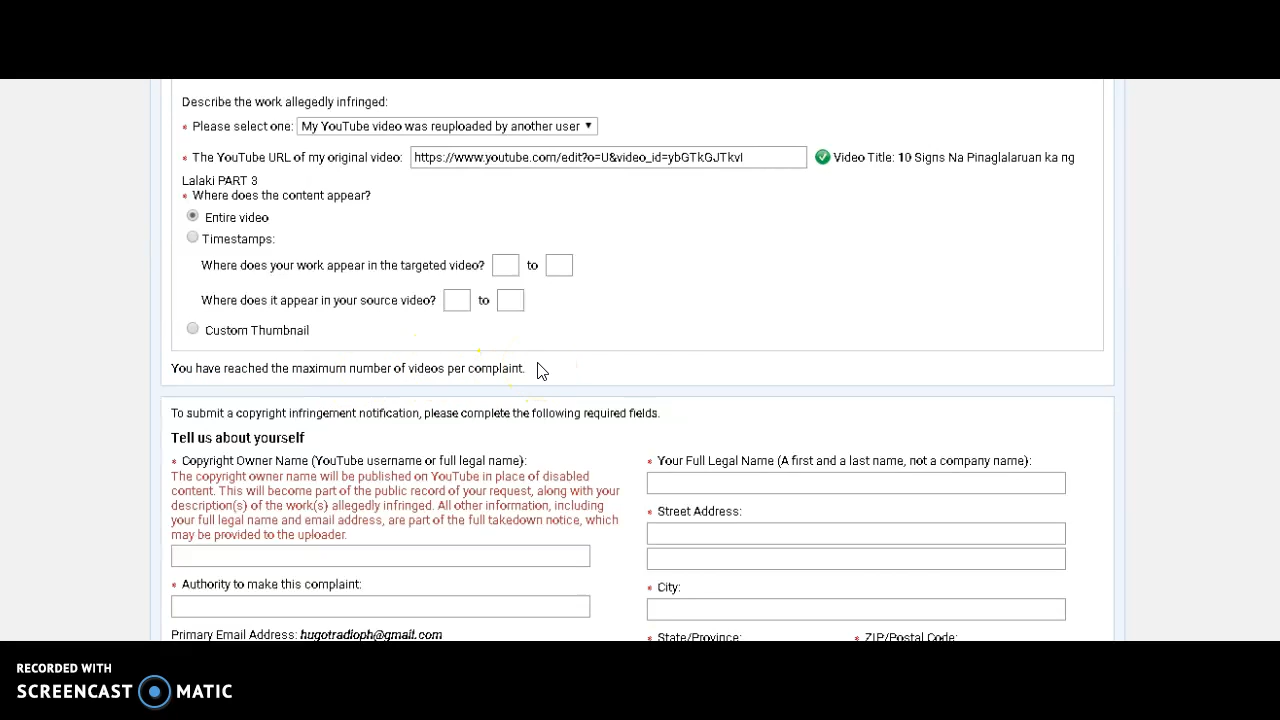 Describe the work allegedly infringed:
* Please select one: My YouTube video was reuploaded by another user ▼
* The YouTube URL of my original video: https://www.youtube.com/edit?o=U&video_id=ybGTkGJTkvI Video Title: 10 Signs Na Pinaglalaruan ka ng
Lalaki PART 3
* Where does the content appear?
Entire video
Timestamps:
Where does your work appear in the targeted video? to
Where does it appear in your source video? to
Custom Thumbnail
You have reached the maximum number of videos per complaint.
To submit a copyright infringement notification, please complete the following required fields.
Tell us about yourself
* Copyright Owner Name (YouTube username or full legal name):
The copyright owner name will be published on YouTube in place of disabled
content. This will become part of the public record of your request, along with your
description(s) of the work(s) allegedly infringed. All other information, including
your full legal name and email address, are part of the full takedown notice, which
may be provided to the uploader.
* Authority to make this complaint:
Primary Email Address: hugotradioph@gmail.com
* Your Full Legal Name (A first and a last name, not a company name):
* Street Address:
* City:
* State/Province: * ZIP/Postal Code:
RECORDED WITH
SCREENCAST MATIC